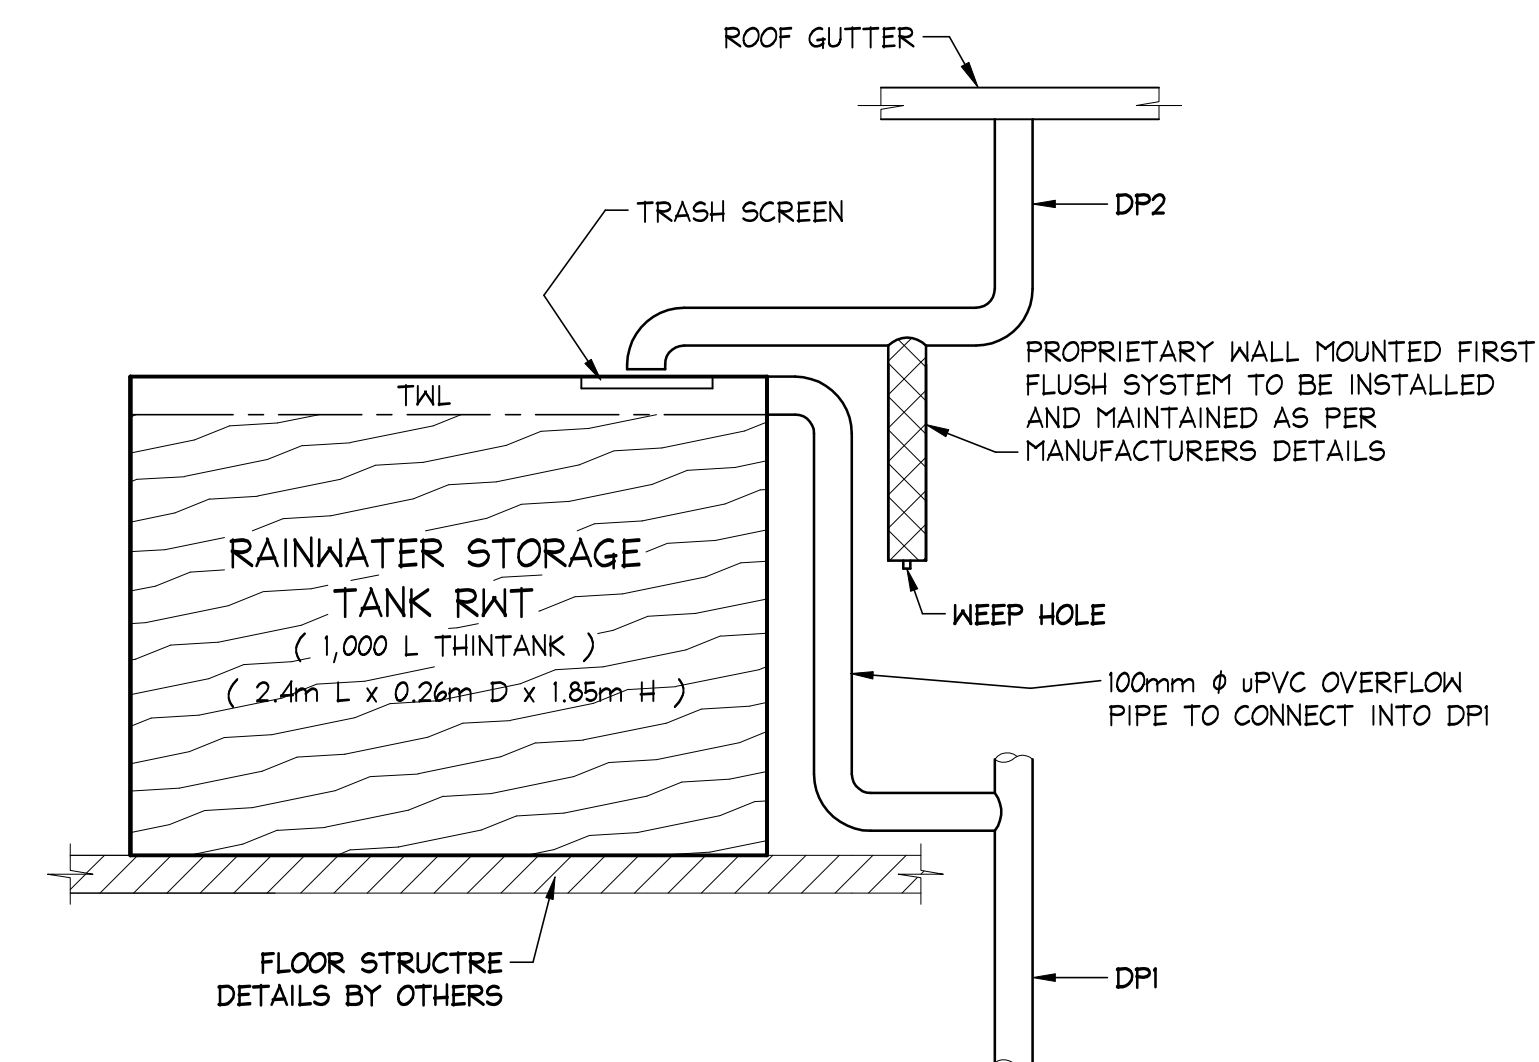 ROOF GUTTER
TRASH SCREEN
DP2
PROPRIETARY WALL MOUNTED FIRST
FLUSH SYSTEM TO BE INSTALLED
AND MAINTAINED AS PER
MANUFACTURERS DETAILS
TWL
RAINWATER STORAGE
TANK RWT
( 1,000 L THINTANK )
( 2.4m L x 0.26m D x 1.85m H )
WEEP HOLE
100mm ϕ uPVC OVERFLOW
PIPE TO CONNECT INTO DP1
FLOOR STRUCTRE
DETAILS BY OTHERS
DP1